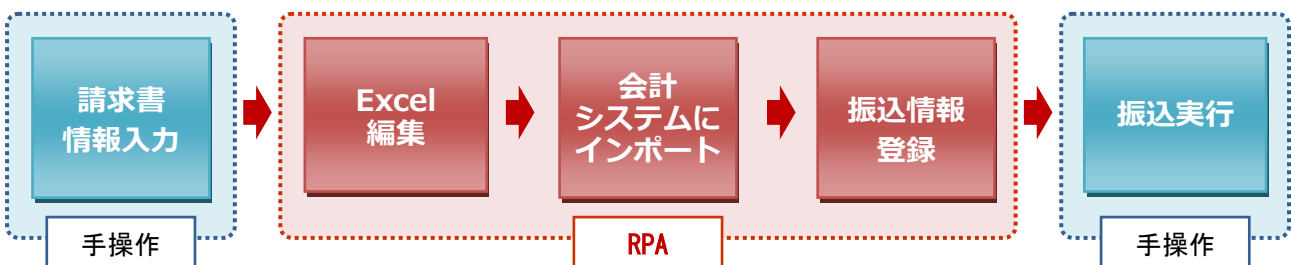 請求書
情報入力
Excel
編集
会計
システムに
インポート
振込情報
登録
振込実行
手操作
RPA
手操作